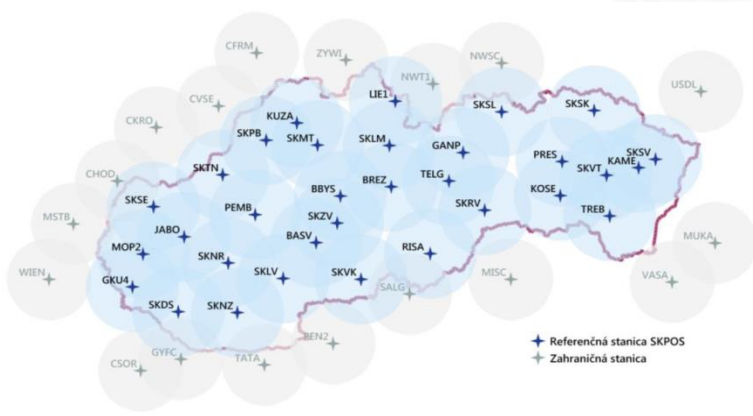 CFRM
ZYWI
NWSC
NWT1
USDL
LIE1
CVSE
SKSL
SKSK
KUZA
CKRO
SKPB
SKMT
SKLM
GANP
PRES
SKSV
KAME
SKVT
SKTN
CHOD
TELG
BREZ
BBYS
KOSE
SKSE
PEMB
SKRV
TREB
MSTB
SKZV
JABO
BASV
MUKA
MOP2
RISA
SKNR
WIEN
SKLV
SKVK
MISC
VASA
GKU4
SALG
SKDS
SKNZ
PEN2
GYFC
TATA
CSOR
Referenčná stanica SKPOS
Zahraničná stanica